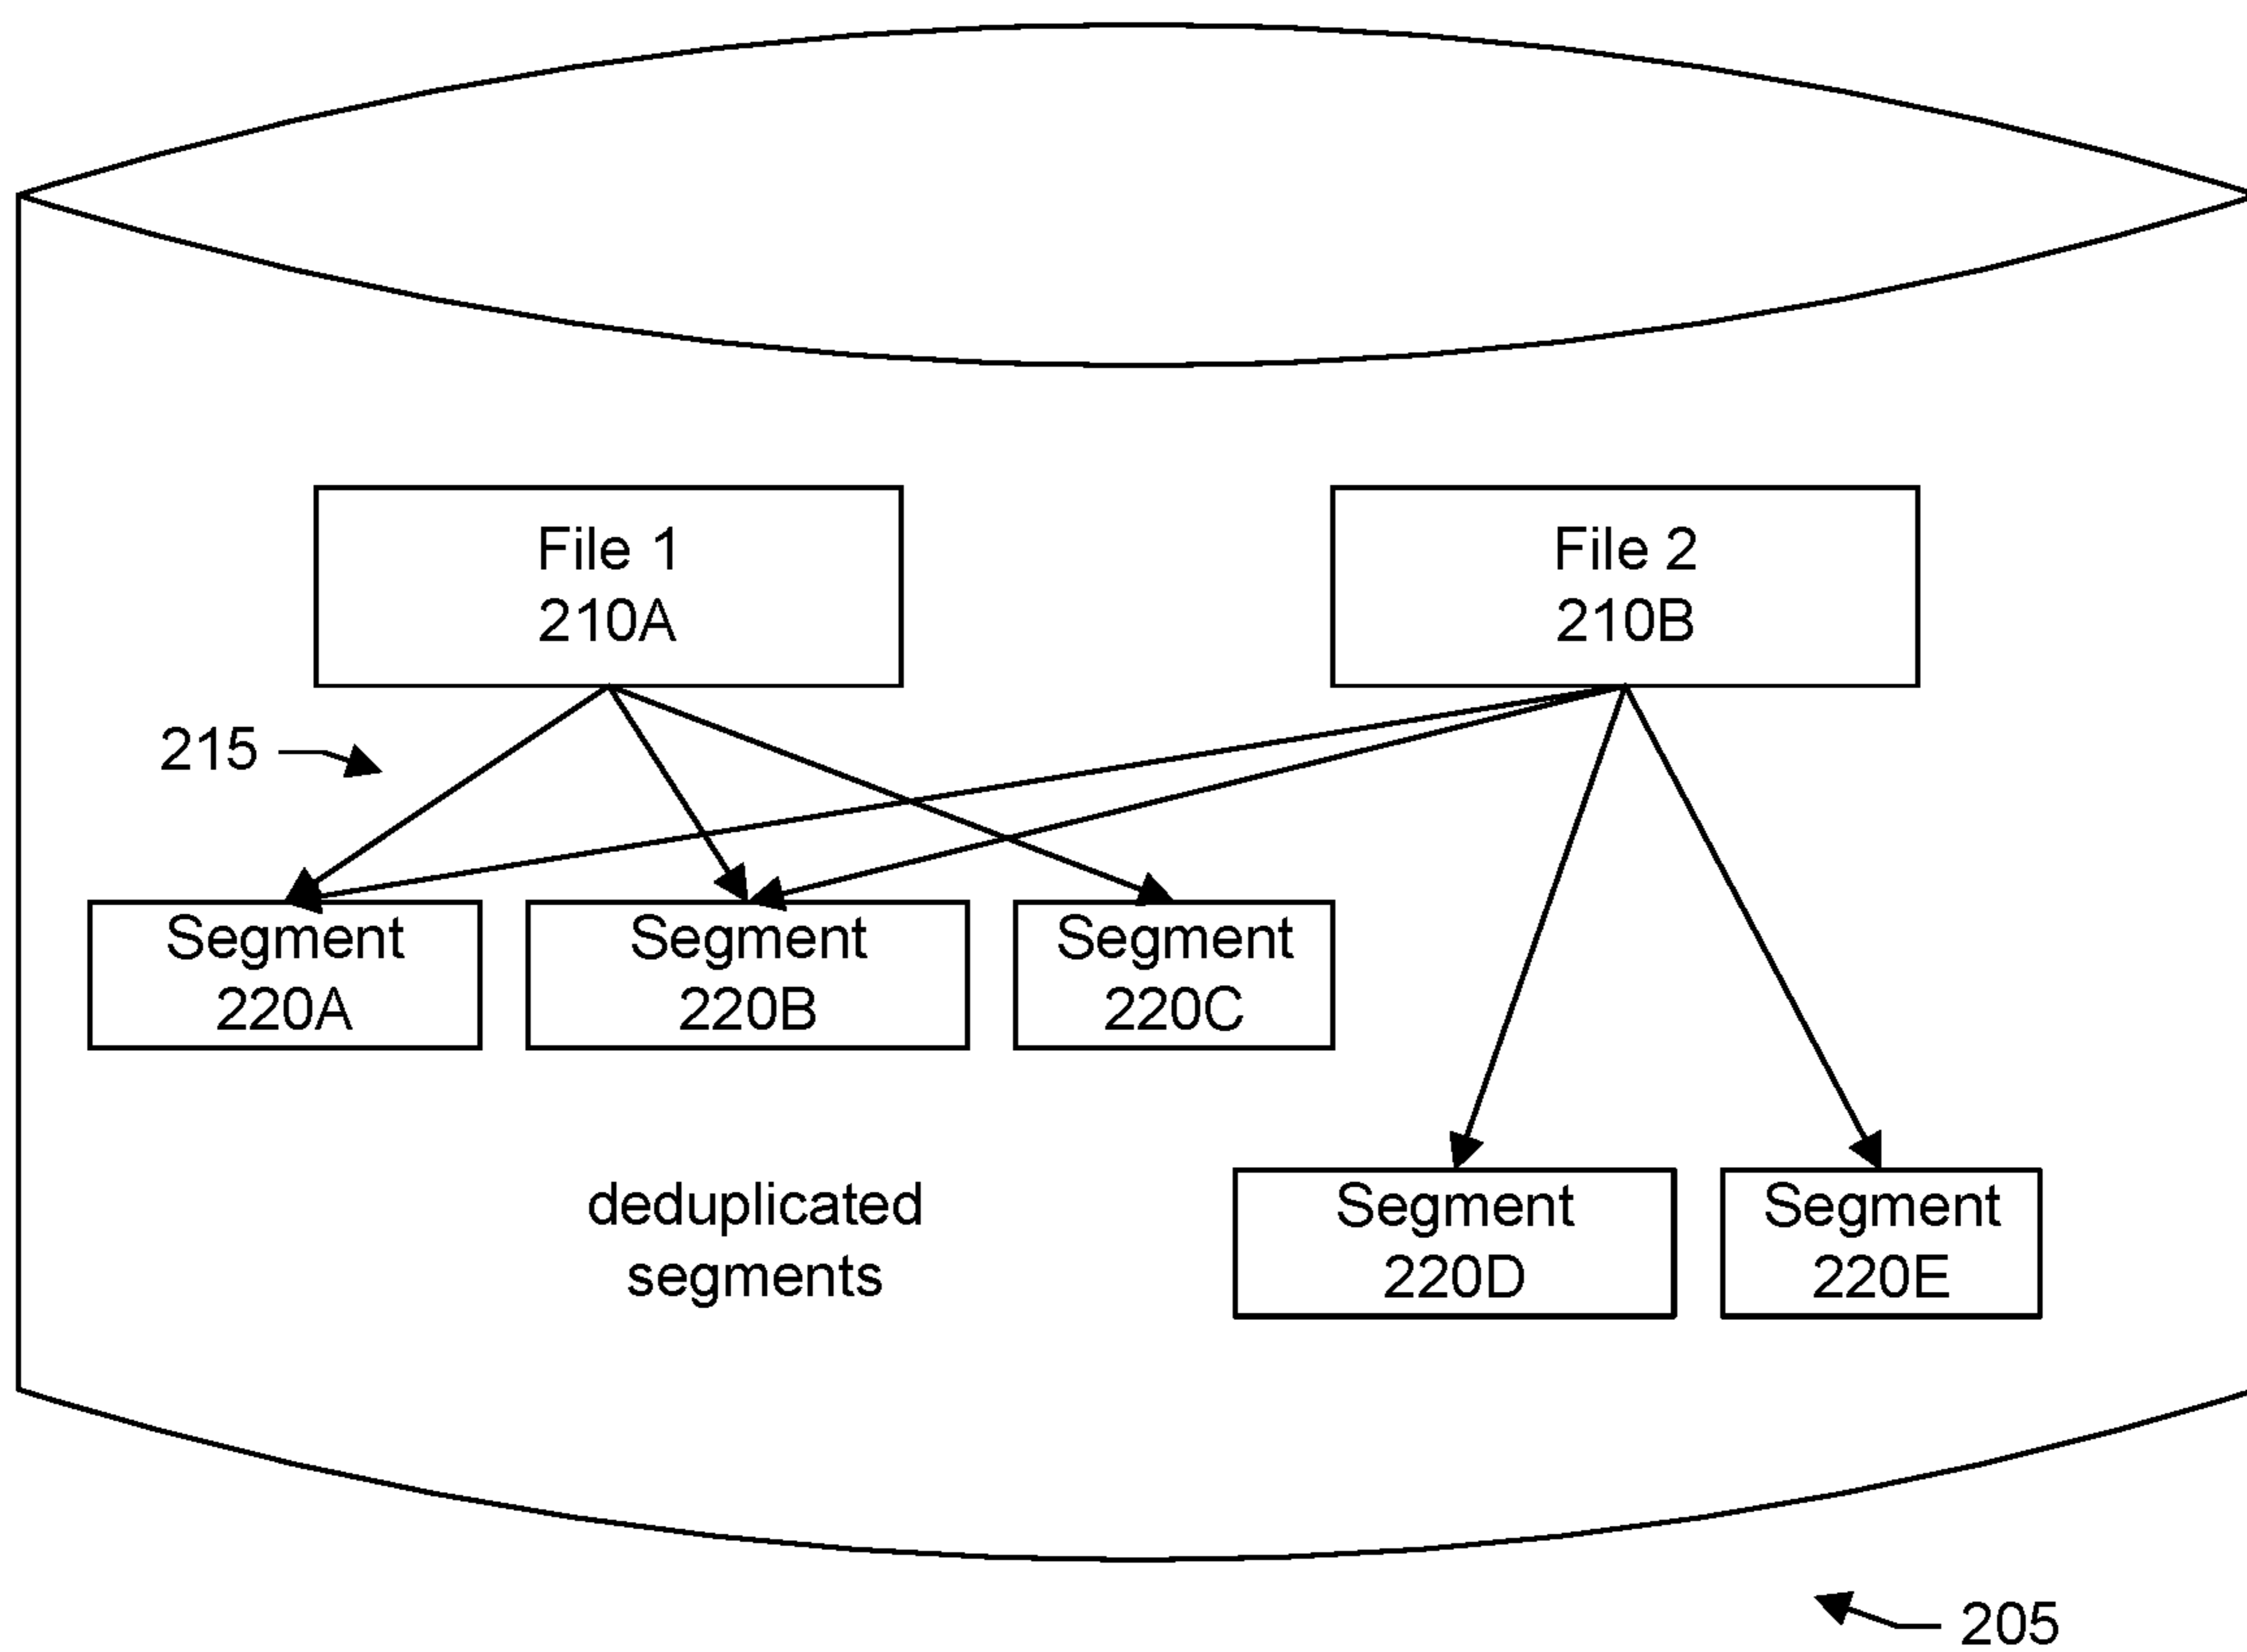 File 1
210A
File 2
210B
215
Segment
220A
Segment
220B
Segment
220C
deduplicated
segments
Segment
220D
Segment
220E
205